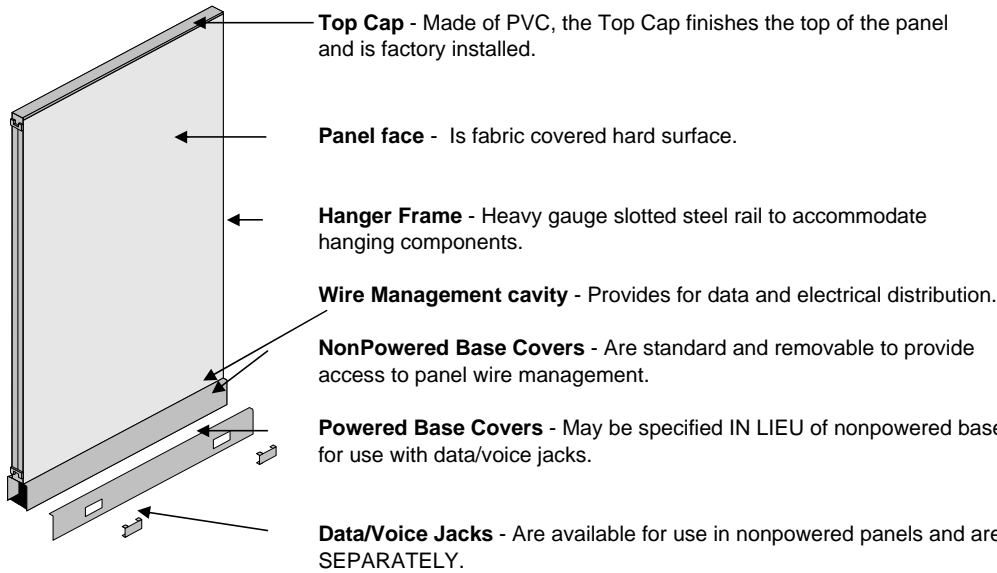 Top Cap - Made of PVC, the Top Cap finishes the top of the panel
and is factory installed.
Panel face - Is fabric covered hard surface.
Hanger Frame - Heavy gauge slotted steel rail to accommodate
hanging components.
Wire Management cavity - Provides for data and electrical distribution.
NonPowered Base Covers - Are standard and removable to provide
access to panel wire management.
Powered Base Covers - May be specified IN LIEU of nonpowered base
for use with data/voice jacks.
Data/Voice Jacks - Are available for use in nonpowered panels and are
SEPARATELY.